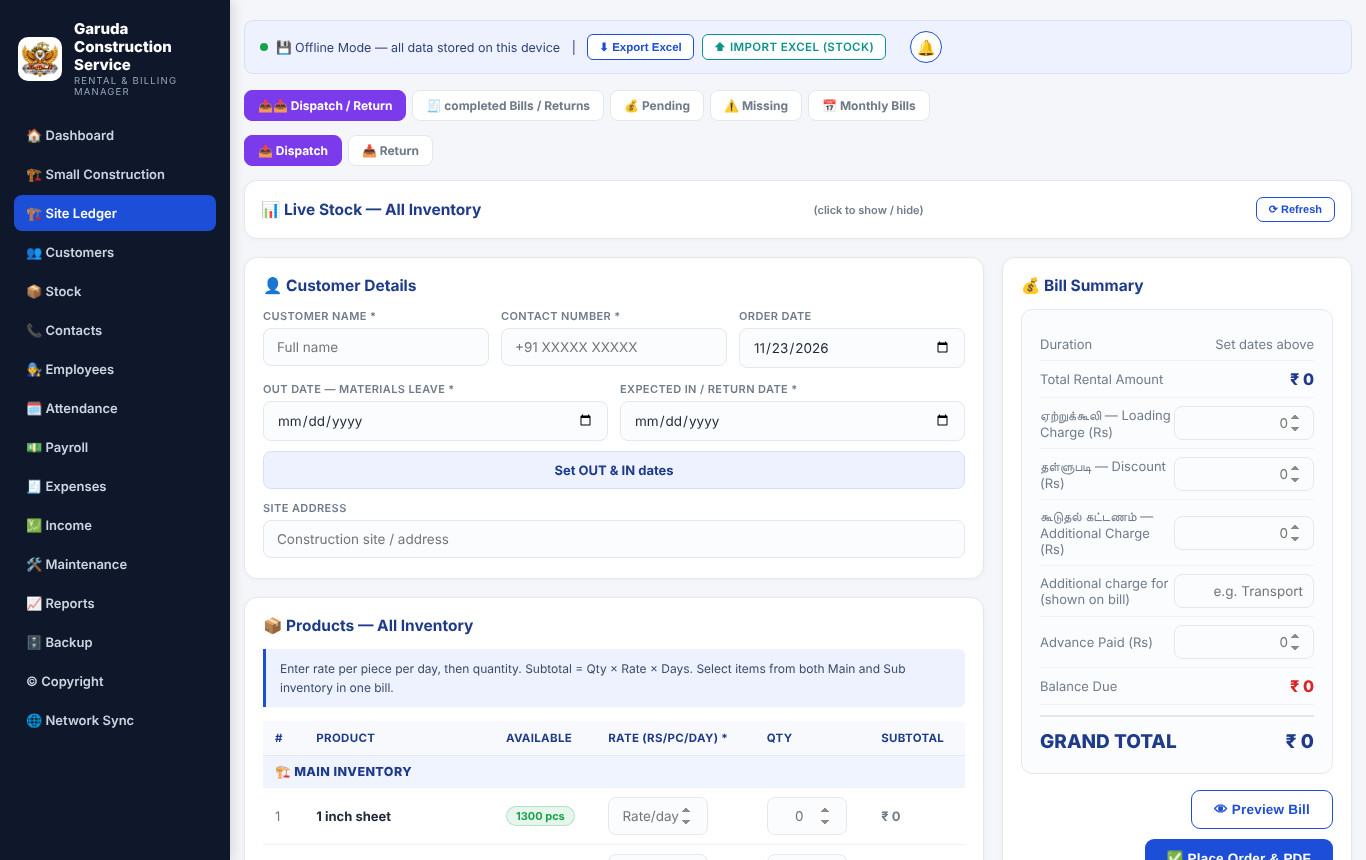 Garuda
Construction
Service
RENTAL & BILLING
MANAGER
🏠 Dashboard
🏗️ Small Construction
🏗️ Site Ledger
👥 Customers
📦 Stock
📞 Contacts
👷 Employees
🗓️ Attendance
💵 Payroll
🧾 Expenses
💹 Income
🛠️ Maintenance
📈 Reports
🗄️ Backup
© Copyright
🌐 Network Sync
💾 Offline Mode — all data stored on this device |
⬇ Export Excel
⬆ IMPORT EXCEL (STOCK)
🔔
📤📥 Dispatch / Return
🧾 completed Bills / Returns
💰 Pending
⚠️ Missing
📅 Monthly Bills
📤 Dispatch
📥 Return
📊 Live Stock — All Inventory
(click to show / hide)
⟳ Refresh
👤 Customer Details
CUSTOMER NAME *
CONTACT NUMBER *
ORDER DATE
Full name
+91 XXXXX XXXXX
11/23/2026
OUT DATE — MATERIALS LEAVE *
EXPECTED IN / RETURN DATE *
mm/dd/yyyy
mm/dd/yyyy
Set OUT & IN dates
SITE ADDRESS
Construction site / address
📦 Products — All Inventory
Enter rate per piece per day, then quantity. Subtotal = Qty × Rate × Days. Select items from both Main and Sub
inventory in one bill.
# PRODUCT AVAILABLE RATE (RS/PC/DAY) * QTY SUBTOTAL
🏗️ MAIN INVENTORY
1 1 inch sheet 1300 pcs Rate/day 0 ₹ 0
💰 Bill Summary
Duration Set dates above
Total Rental Amount ₹ 0
ஏற்றுக்கூலி — Loading
Charge (Rs)
0
தள்ளுபடி — Discount
(Rs)
0
கூடுதல் கட்டணம் —
Additional Charge
(Rs)
0
Additional charge for
(shown on bill)
e.g. Transport
Advance Paid (Rs) 0
Balance Due ₹ 0
GRAND TOTAL ₹ 0
👁 Preview Bill
✅ Place Order & PDF